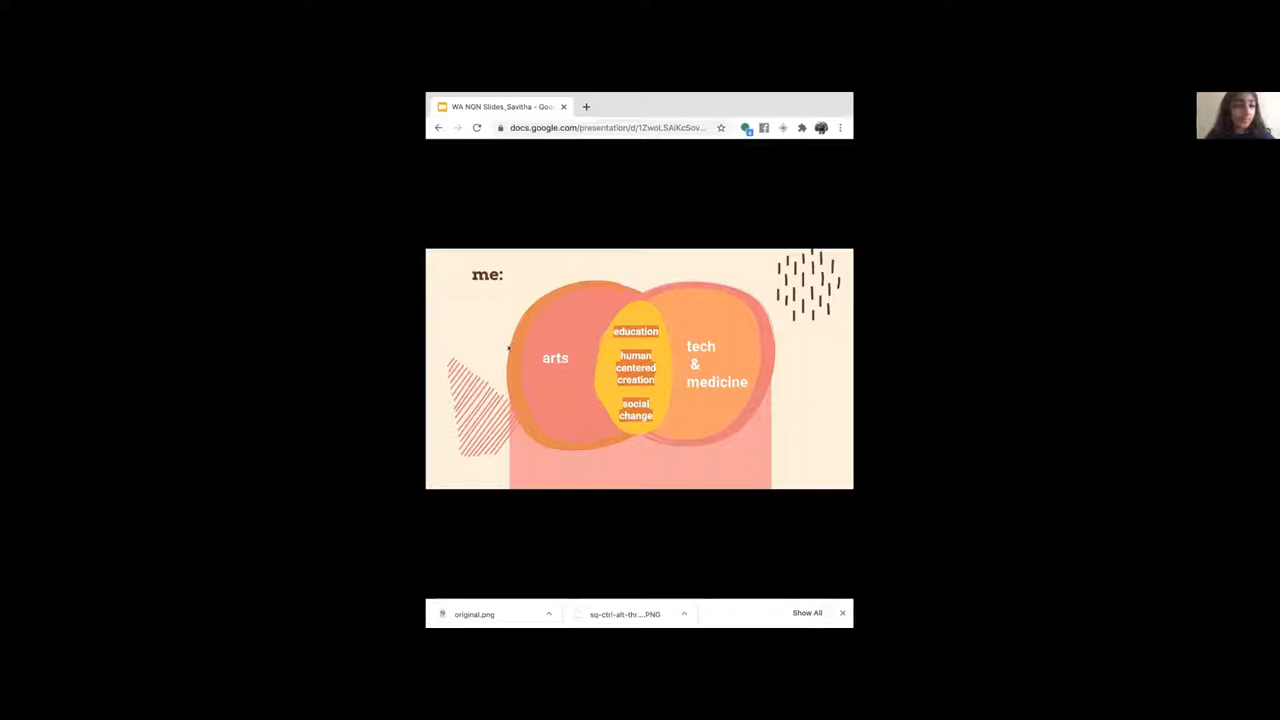 WA NGN Slides_Savitha - Goo
docs.google.com/presentation/d/1ZwoLSAiKcSov...
me:
arts
education
human
centered
creation
social
change
tech
&
medicine
original.png
sq-ctrl-alt-thr....PNG
Show All